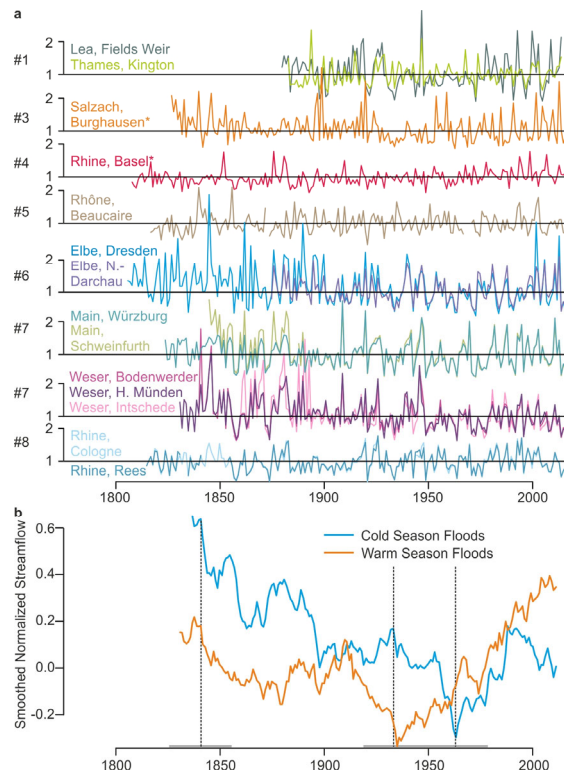 a
2
#1
Lea, Fields Weir
Thames, Kington
1
2
#3
Salzach,
Burghausen*
1
2
#4
Rhine, Basel*
1
2
#5
Rhône,
Beaucaire
1
Elbe, Dresden
2
#6
Elbe, N.-
Darchau
1
2
#7
Main, Würzburg
Main,
Schweinfurth
1
2
#7
Weser, Bodenwerder
Weser, H. Münden
Weser, Intschede
1
2
#8
Rhine,
Cologne
1
Rhine, Rees
1800 1850 1900 1950 2000
b
0.6
0.4
0.2
0.0
-0.2
Smoothed Normalized Streamflow
Cold Season Floods
Warm Season Floods
1800 1850 1900 1950 2000